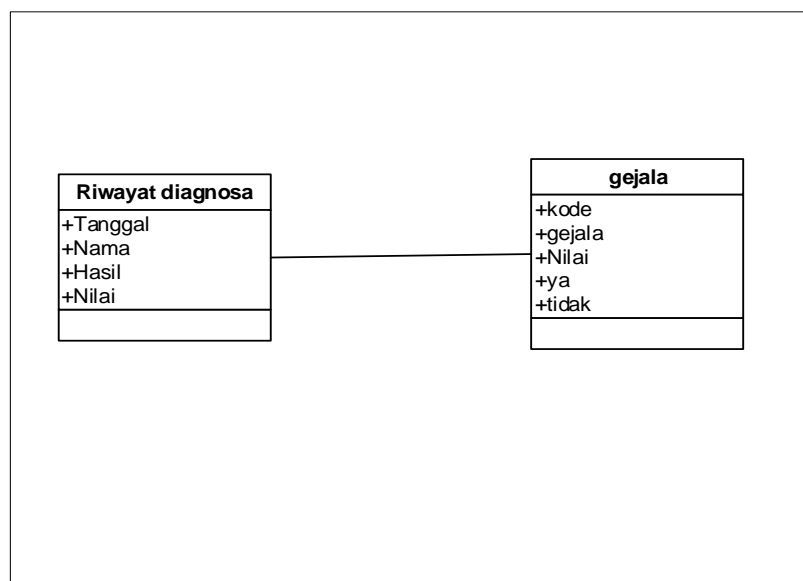 Riwayat diagnosa
+Tanggal
+Nama
+Hasil
+Nilai
gejala
+kode
+gejala
+Nilai
+ya
+tidak